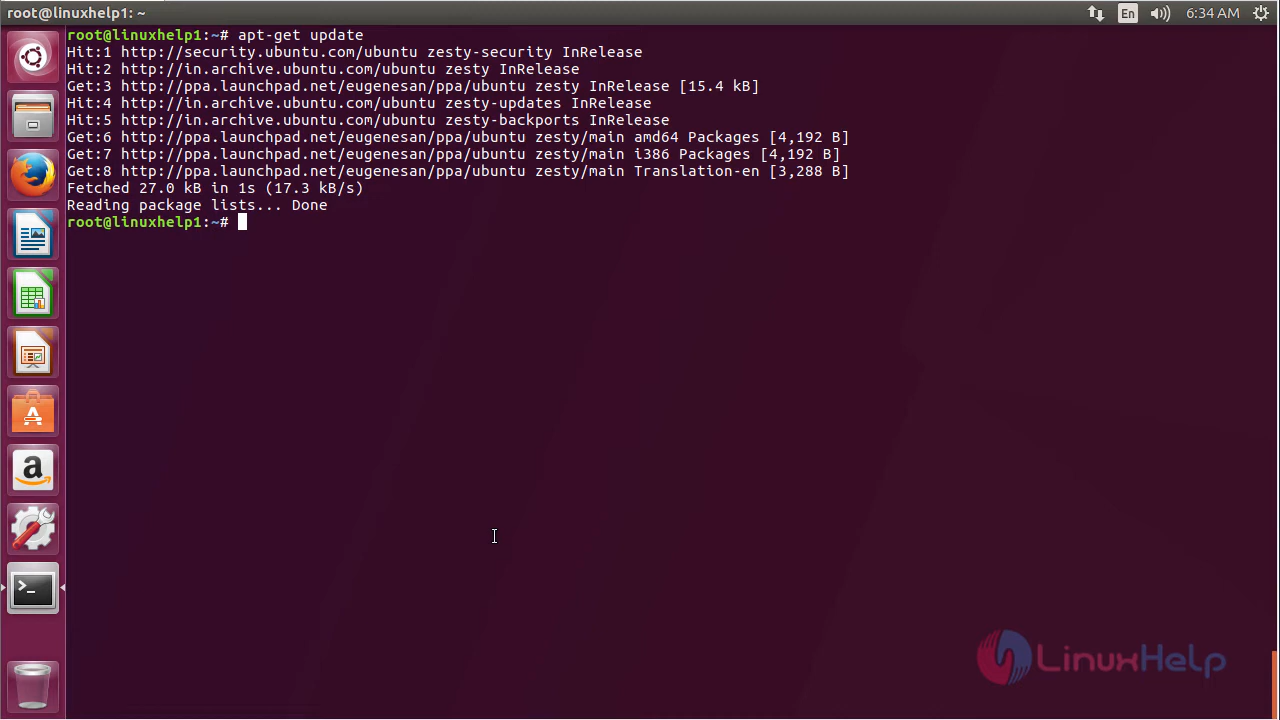 root@linuxhelp1: ~
En
6:34 AM
root@linuxhelp1:~# apt-get update
Hit:1 http://security.ubuntu.com/ubuntu zesty-security InRelease
Hit:2 http://in.archive.ubuntu.com/ubuntu zesty InRelease
Get:3 http://ppa.launchpad.net/eugenesan/ppa/ubuntu zesty InRelease [15.4 kB]
Hit:4 http://in.archive.ubuntu.com/ubuntu zesty-updates InRelease
Hit:5 http://in.archive.ubuntu.com/ubuntu zesty-backports InRelease
Get:6 http://ppa.launchpad.net/eugenesan/ppa/ubuntu zesty/main amd64 Packages [4,192 B]
Get:7 http://ppa.launchpad.net/eugenesan/ppa/ubuntu zesty/main i386 Packages [4,192 B]
Get:8 http://ppa.launchpad.net/eugenesan/ppa/ubuntu zesty/main Translation-en [3,288 B]
Fetched 27.0 kB in 1s (17.3 kB/s)
Reading package lists... Done
root@linuxhelp1:~#
LinuxHelp